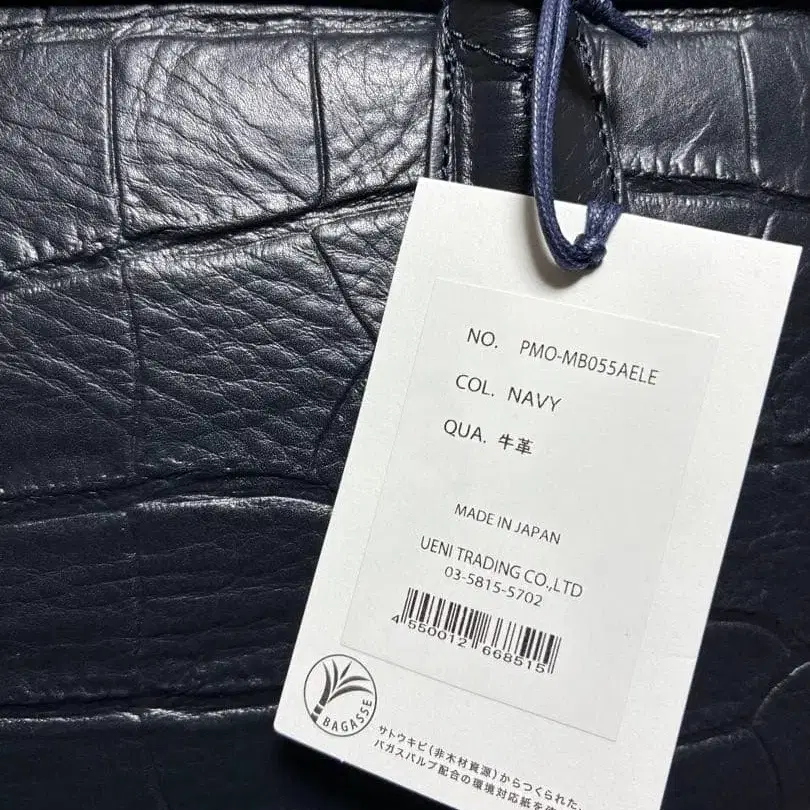 NO. PMO-MB055AELE
COL. NAVY
QUA. 牛革
MADE IN JAPAN
UENI TRADING CO.,LTD
03-5815-5702
4 550012 668515
BAGASSE
サトウキビ(非木材資源)からつくられた、
バガスパルプ配合の環境対応紙を